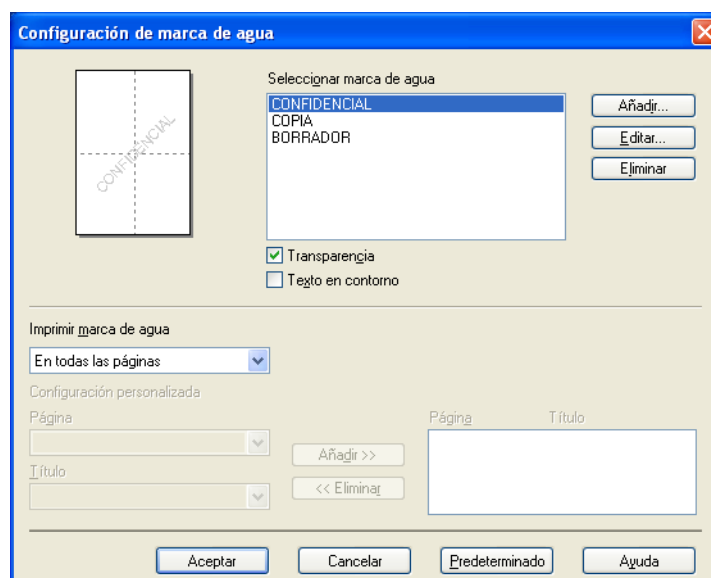 Configuración de marca de agua
CONFIDENCIAL
Seleccionar marca de agua
CONFIDENCIAL
COPIA
BORRADOR
Añadir...
Editar...
Eliminar
Transparencia
Texto en contorno
Imprimir marca de agua
En todas las páginas
Configuración personalizada
Página
Título
Añadir >>
<< Eliminar
Página Título
Aceptar Cancelar Predeterminado Ayuda